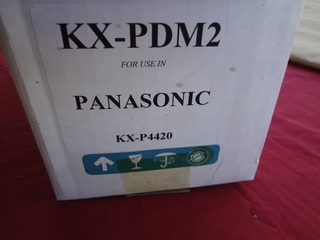 KX-PDM2
FOR USE IN
PANASONIC
KX-P4420